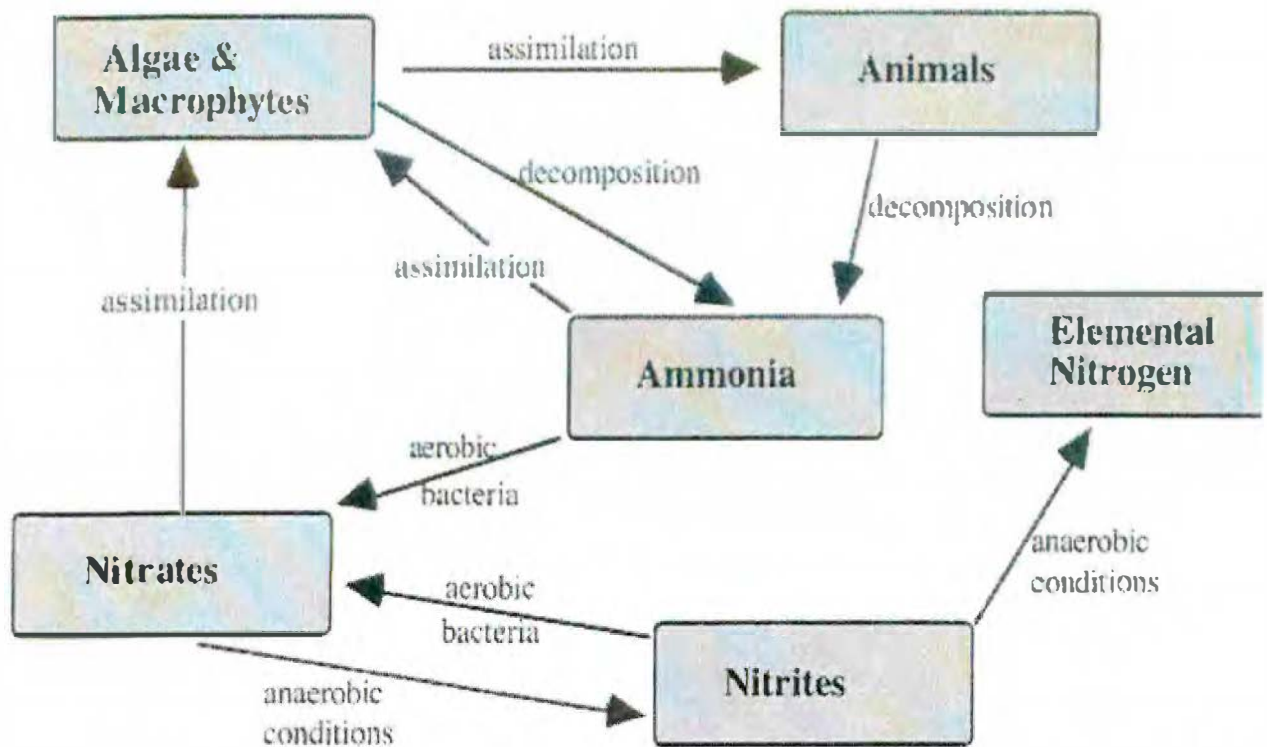 Algae &
Macrophytes
assimilation
Animals
decomposition
decomposition
assimilation
assimilation
Ammonia
Elemental
Nitrogen
aerobic
bacteria
Nitrates
aerobic
bacteria
anaerobic
conditions
Nitrites
anaerobic
conditions